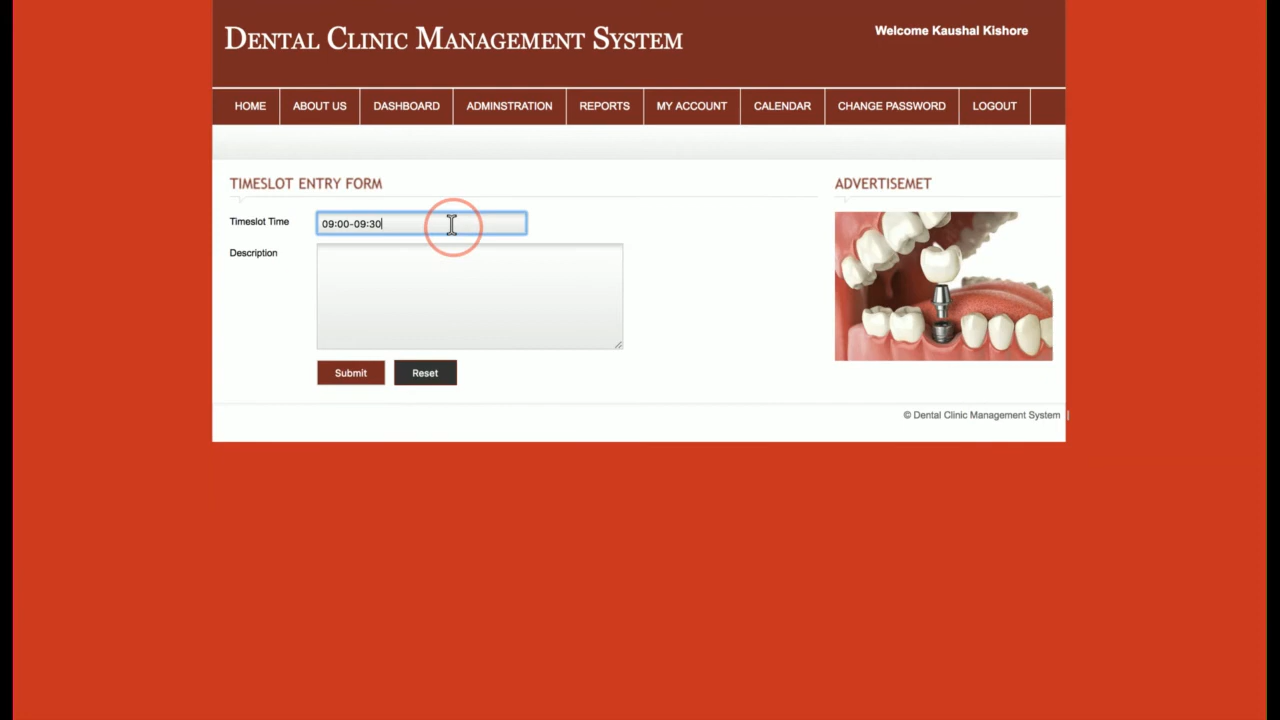 Dental Clinic Management System
Welcome Kaushal Kishore
HOME ABOUT US DASHBOARD ADMINSTRATION REPORTS MY ACCOUNT CALENDAR CHANGE PASSWORD LOGOUT
TIMESLOT ENTRY FORM
Timeslot Time 09:00-09:30
Description
Submit Reset
ADVERTISEMET
© Dental Clinic Management System |